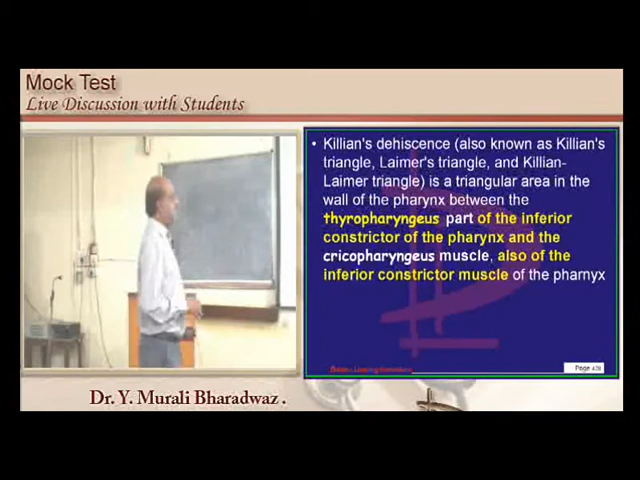 Mock Test
Live Discussion with Students
• Killian's dehiscence (also known as Killian's
triangle, Laimer's triangle, and Killian-
Laimer triangle) is a triangular area in the
wall of the pharynx between the
thyropharyngeus part of the inferior
constrictor of the pharynx and the
cricopharyngeus muscle, also of the
inferior constrictor muscle of the pharnyx
Page
Dr. Y. Murali Bharadwaz .